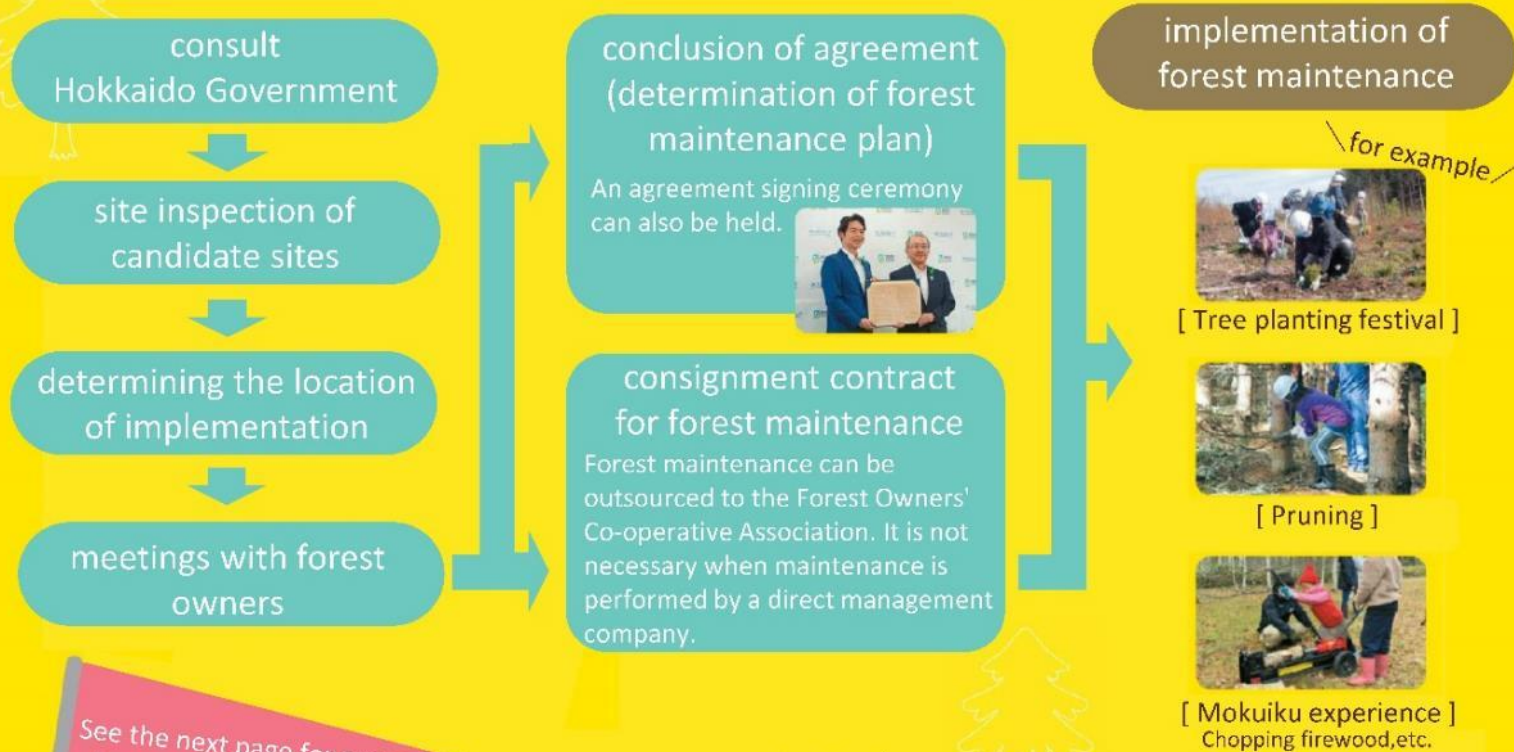 consult
Hokkaido Government
site inspection of
candidate sites
determining the location
of implementation
meetings with forest
owners
conclusion of agreement
(determination of forest
maintenance plan)
An agreement signing ceremony
can also be held.
consignment contract
for forest maintenance
Forest maintenance can be
outsourced to the Forest Owners'
Co-operative Association. It is not
necessary when maintenance is
performed by a direct management
company.
implementation of
forest maintenance
\for example/
[ Tree planting festival ]
[ Pruning ]
[ Mokuiku experience ]
Chopping firewood,etc.
See the next page